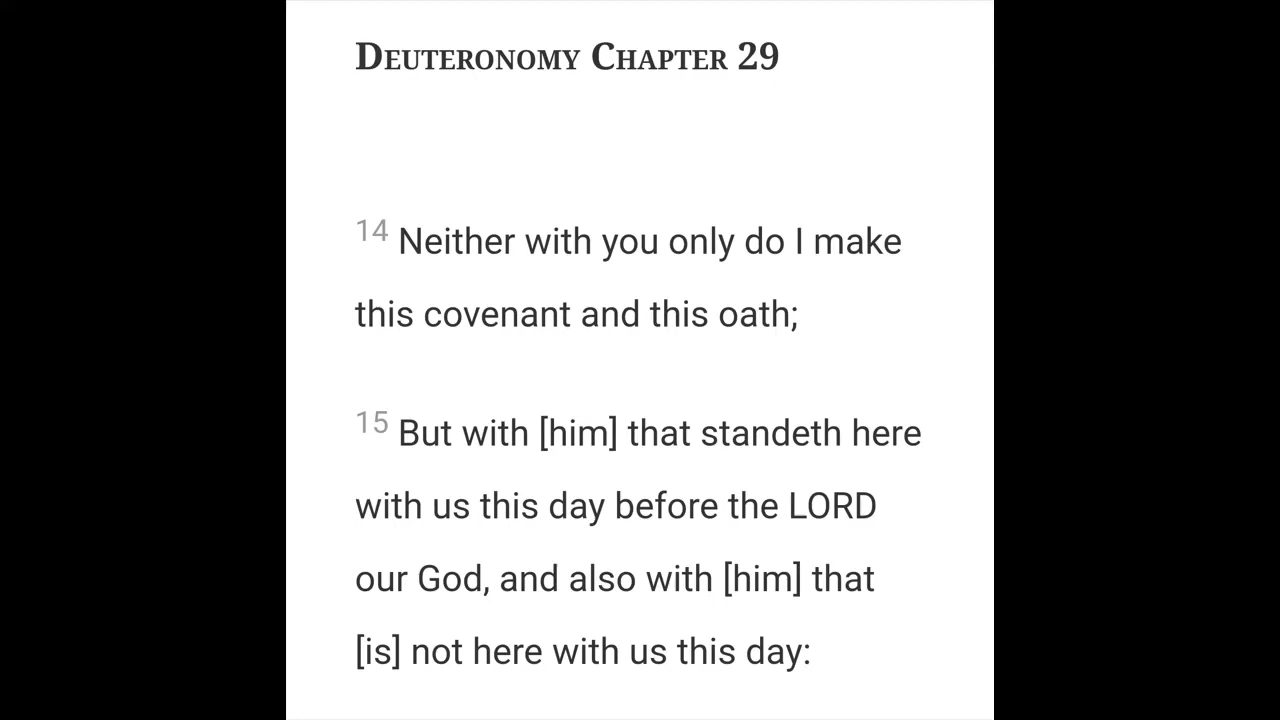 Deuteronomy Chapter 29
14 Neither with you only do I make
this covenant and this oath;
15 But with [him] that standeth here
with us this day before the LORD
our God, and also with [him] that
[is] not here with us this day: